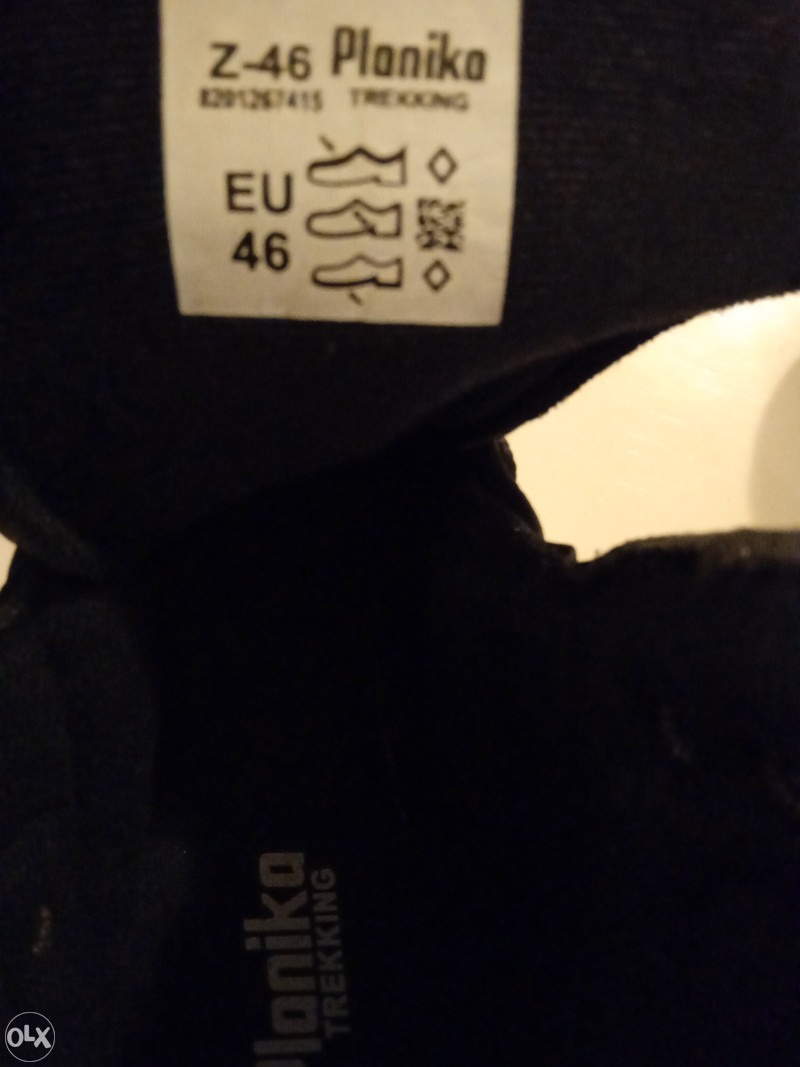 Z-46 Planika
8201267415 TREKKING
EU
46
Planika
TREKKING
OLX